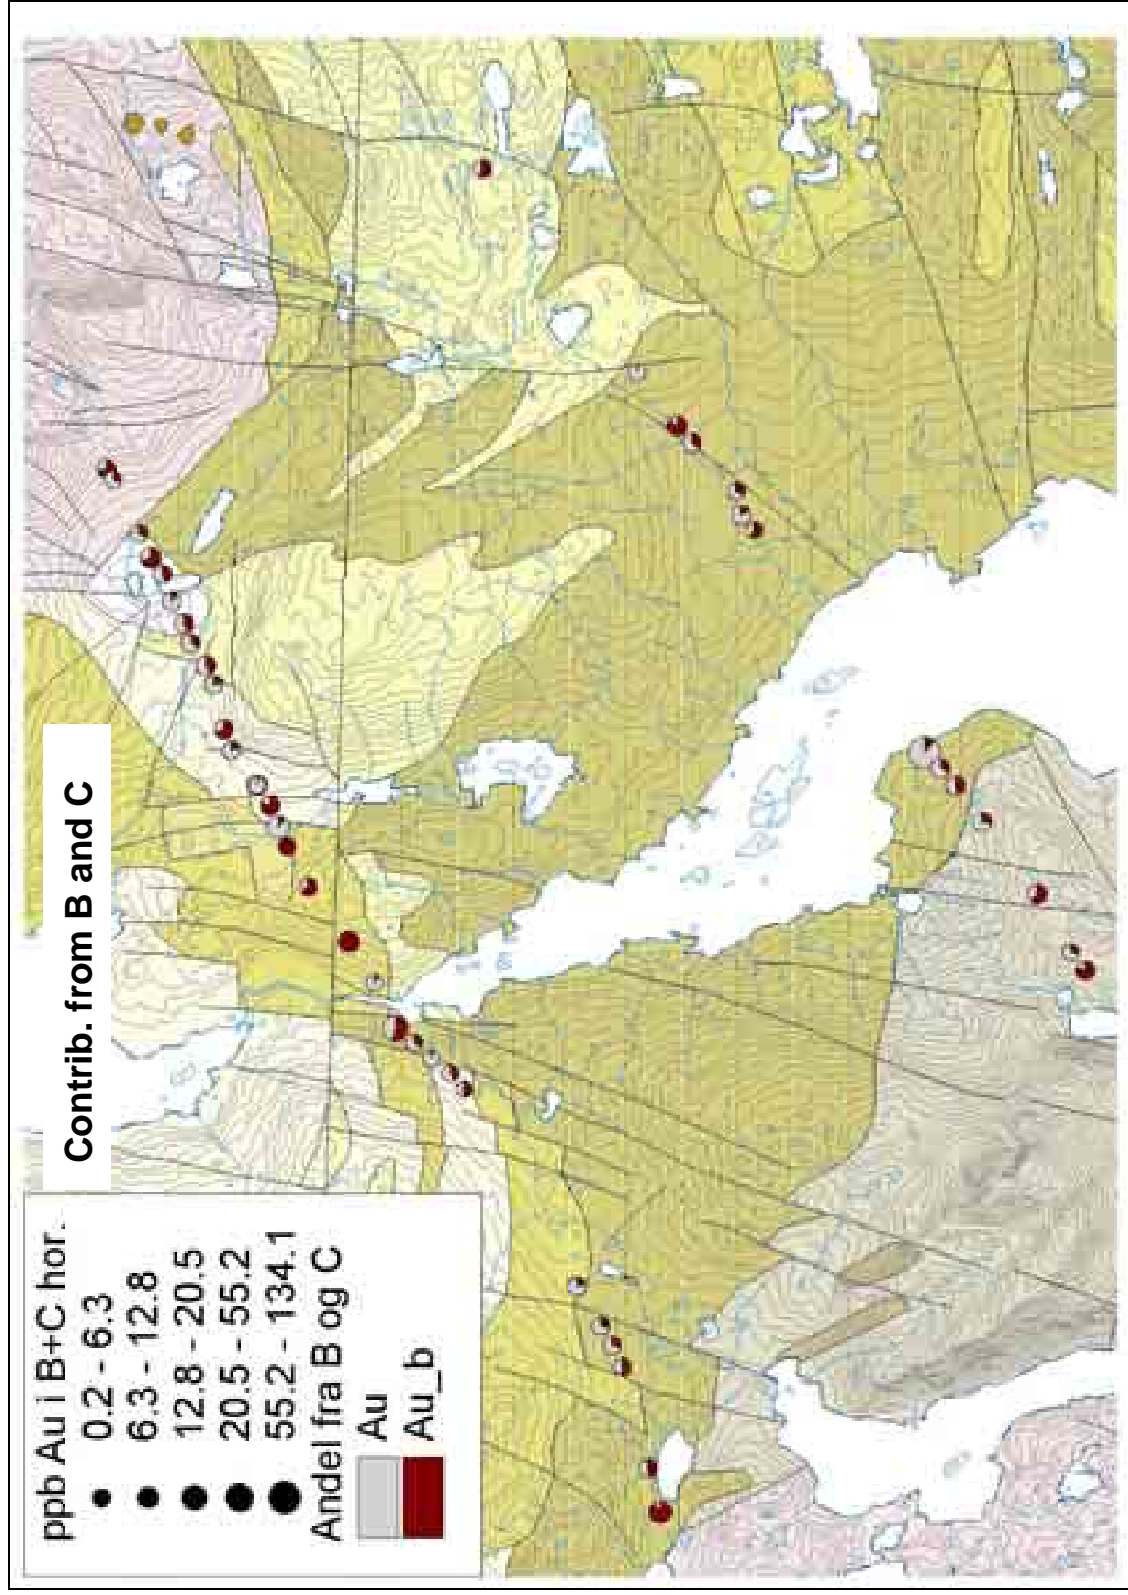 Contrib. from B and C
ppb Au i B+C hor.
0.2 - 6.3
6.3 - 12.8
12.8 - 20.5
20.5 - 55.2
55.2 - 134.1
Andel fra B og C
Au
Au_b